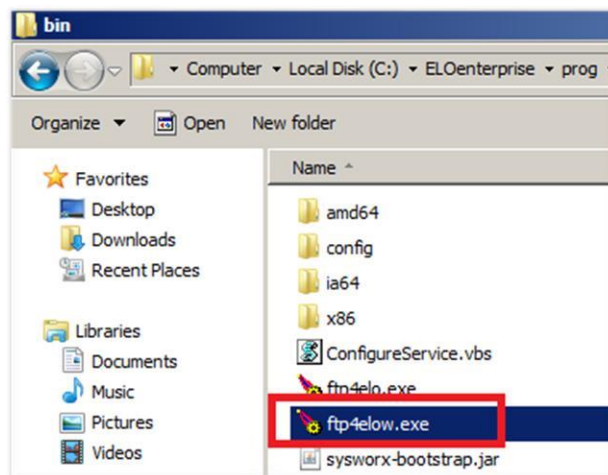 bin
Computer Local Disk (C:) ELOenterprise prog
Organize Open New folder
Favorites
Desktop
Downloads
Recent Places
Libraries
Documents
Music
Pictures
Videos
Name
amd64
config
ia64
x86
ConfigureService.vbs
ftp4elo.exe
ftp4elow.exe
sysworx-bootstrap.jar